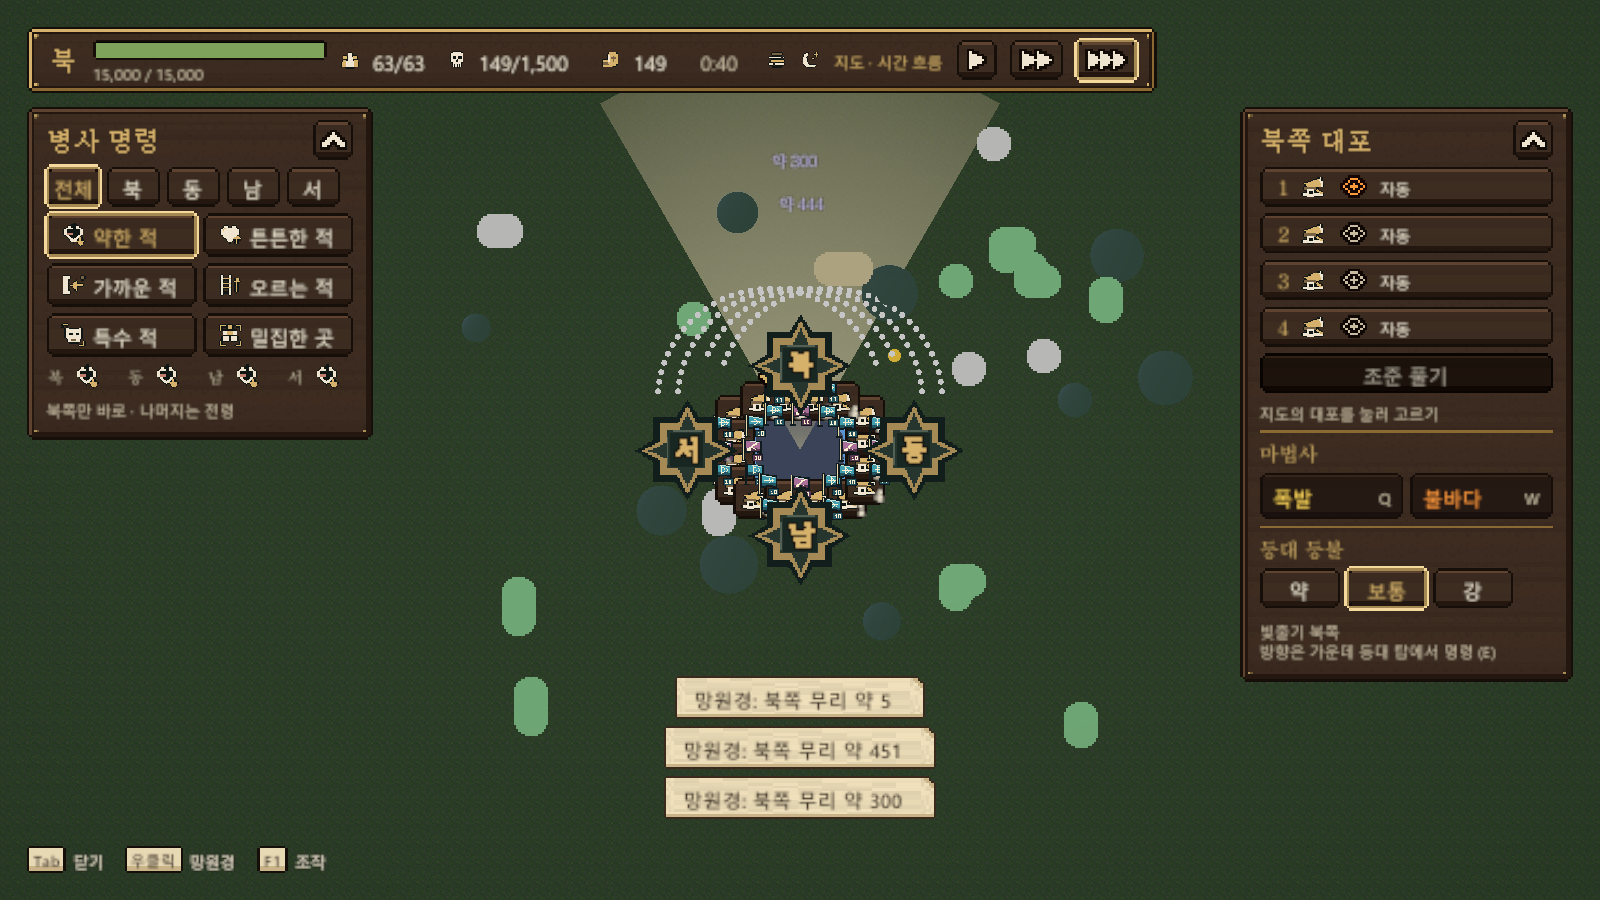 북
15,000 / 15,000
63/63
149/1,500
149
0:40
지도 · 시간 흐름
병사 명령
전체 북 동 남 서
약한 적 튼튼한 적
가까운 적 오르는 적
특수 적 밀집한 곳
북 동 남 서
북쪽만 바로 · 나머지는 전령
약 300
약 444
북
서
동
남
북쪽 대포
1 자동
2 자동
3 자동
4 자동
조준 풀기
지도의 대포를 눌러 고르기
마법사
폭발 Q 불바다 W
등대 등불
약 보통 강
빛줄기 북쪽
방향은 가운데 등대 탑에서 명령 (E)
망원경: 북쪽 무리 약 5
망원경: 북쪽 무리 약 451
망원경: 북쪽 무리 약 300
Tab 닫기 우클릭 망원경 F1 조작